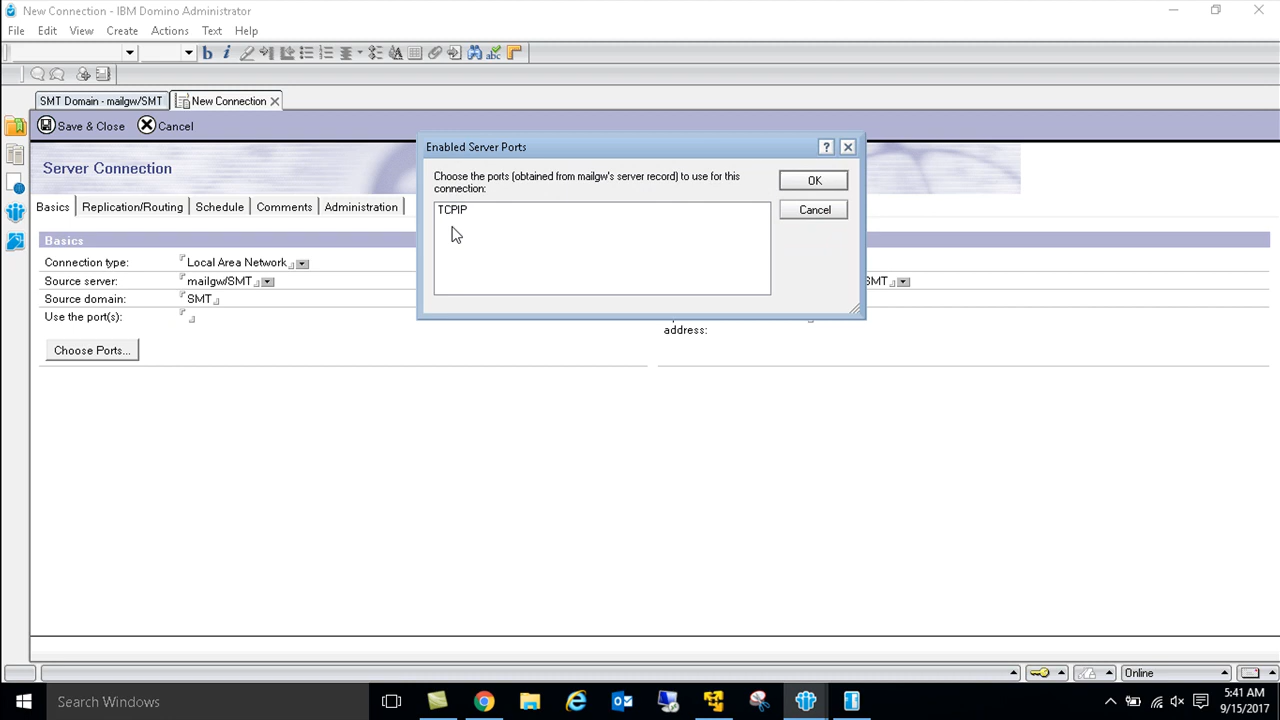 New Connection - IBM Domino Administrator
File Edit View Create Actions Text Help
SMT Domain - mailgw/SMT New Connection
Save & Close Cancel
Server Connection
Basics Replication/Routing Schedule Comments Administration
Basics
Connection type: Local Area Network
Source server: mailgw/SMT
Source domain: SMT
Use the port(s):
Choose Ports...
SMT
address:
Enabled Server Ports
Choose the ports (obtained from mailgw's server record) to use for this
connection:
TCPIP
OK
Cancel
Online
Search Windows
5:41 AM
9/15/2017